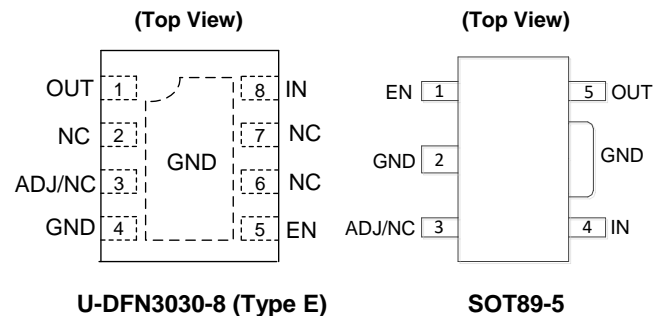 (Top View)
OUT 1
8 IN
NC 2
7 NC
GND
ADJ/NC 3
6 NC
GND 4
5 EN
U-DFN3030-8 (Type E)
(Top View)
EN 1
5 OUT
GND 2
GND
ADJ/NC 3
4 IN
SOT89-5